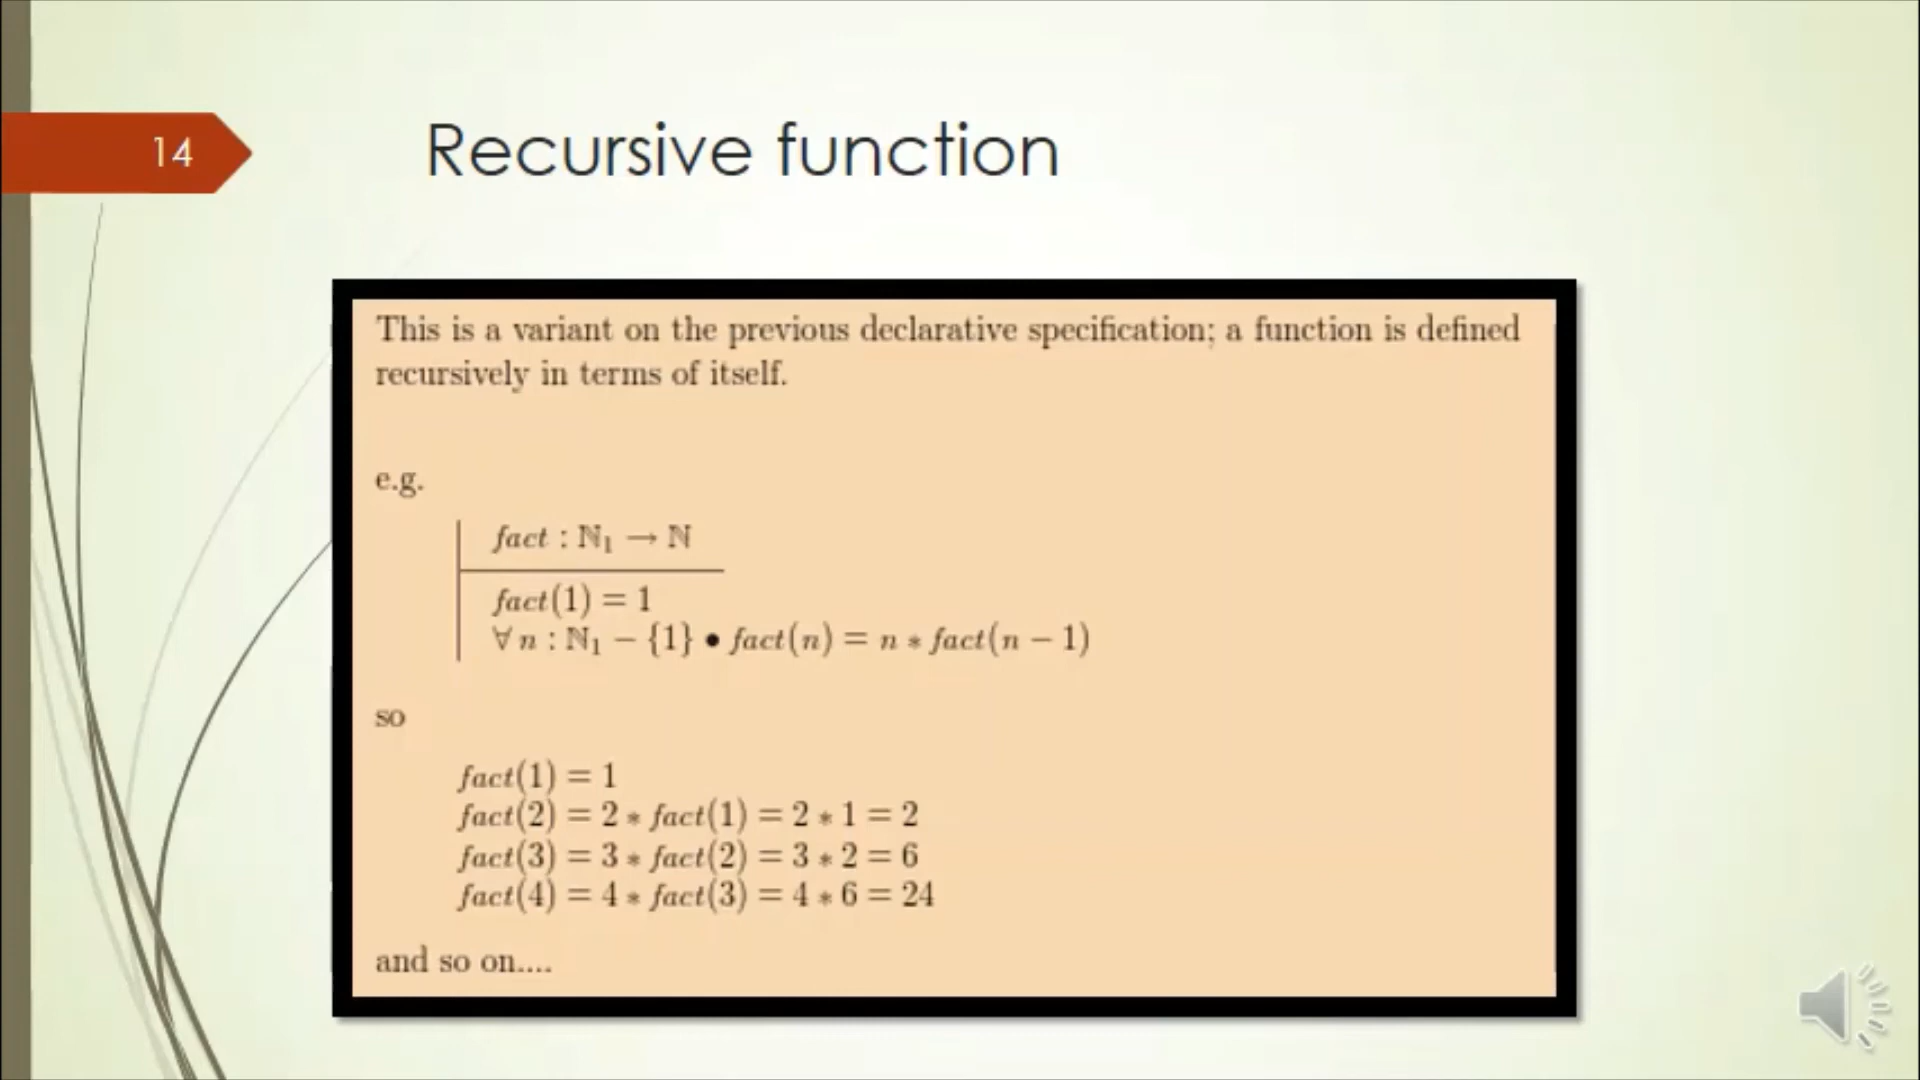 14
Recursive function
This is a variant on the previous declarative specification; a function is defined
recursively in terms of itself.
e.g.
fact : ℕ₁ → ℕ
fact(1) = 1
∀ n : ℕ₁ − {1} • fact(n) = n * fact(n − 1)
so
fact(1) = 1
fact(2) = 2 * fact(1) = 2 * 1 = 2
fact(3) = 3 * fact(2) = 3 * 2 = 6
fact(4) = 4 * fact(3) = 4 * 6 = 24
and so on....